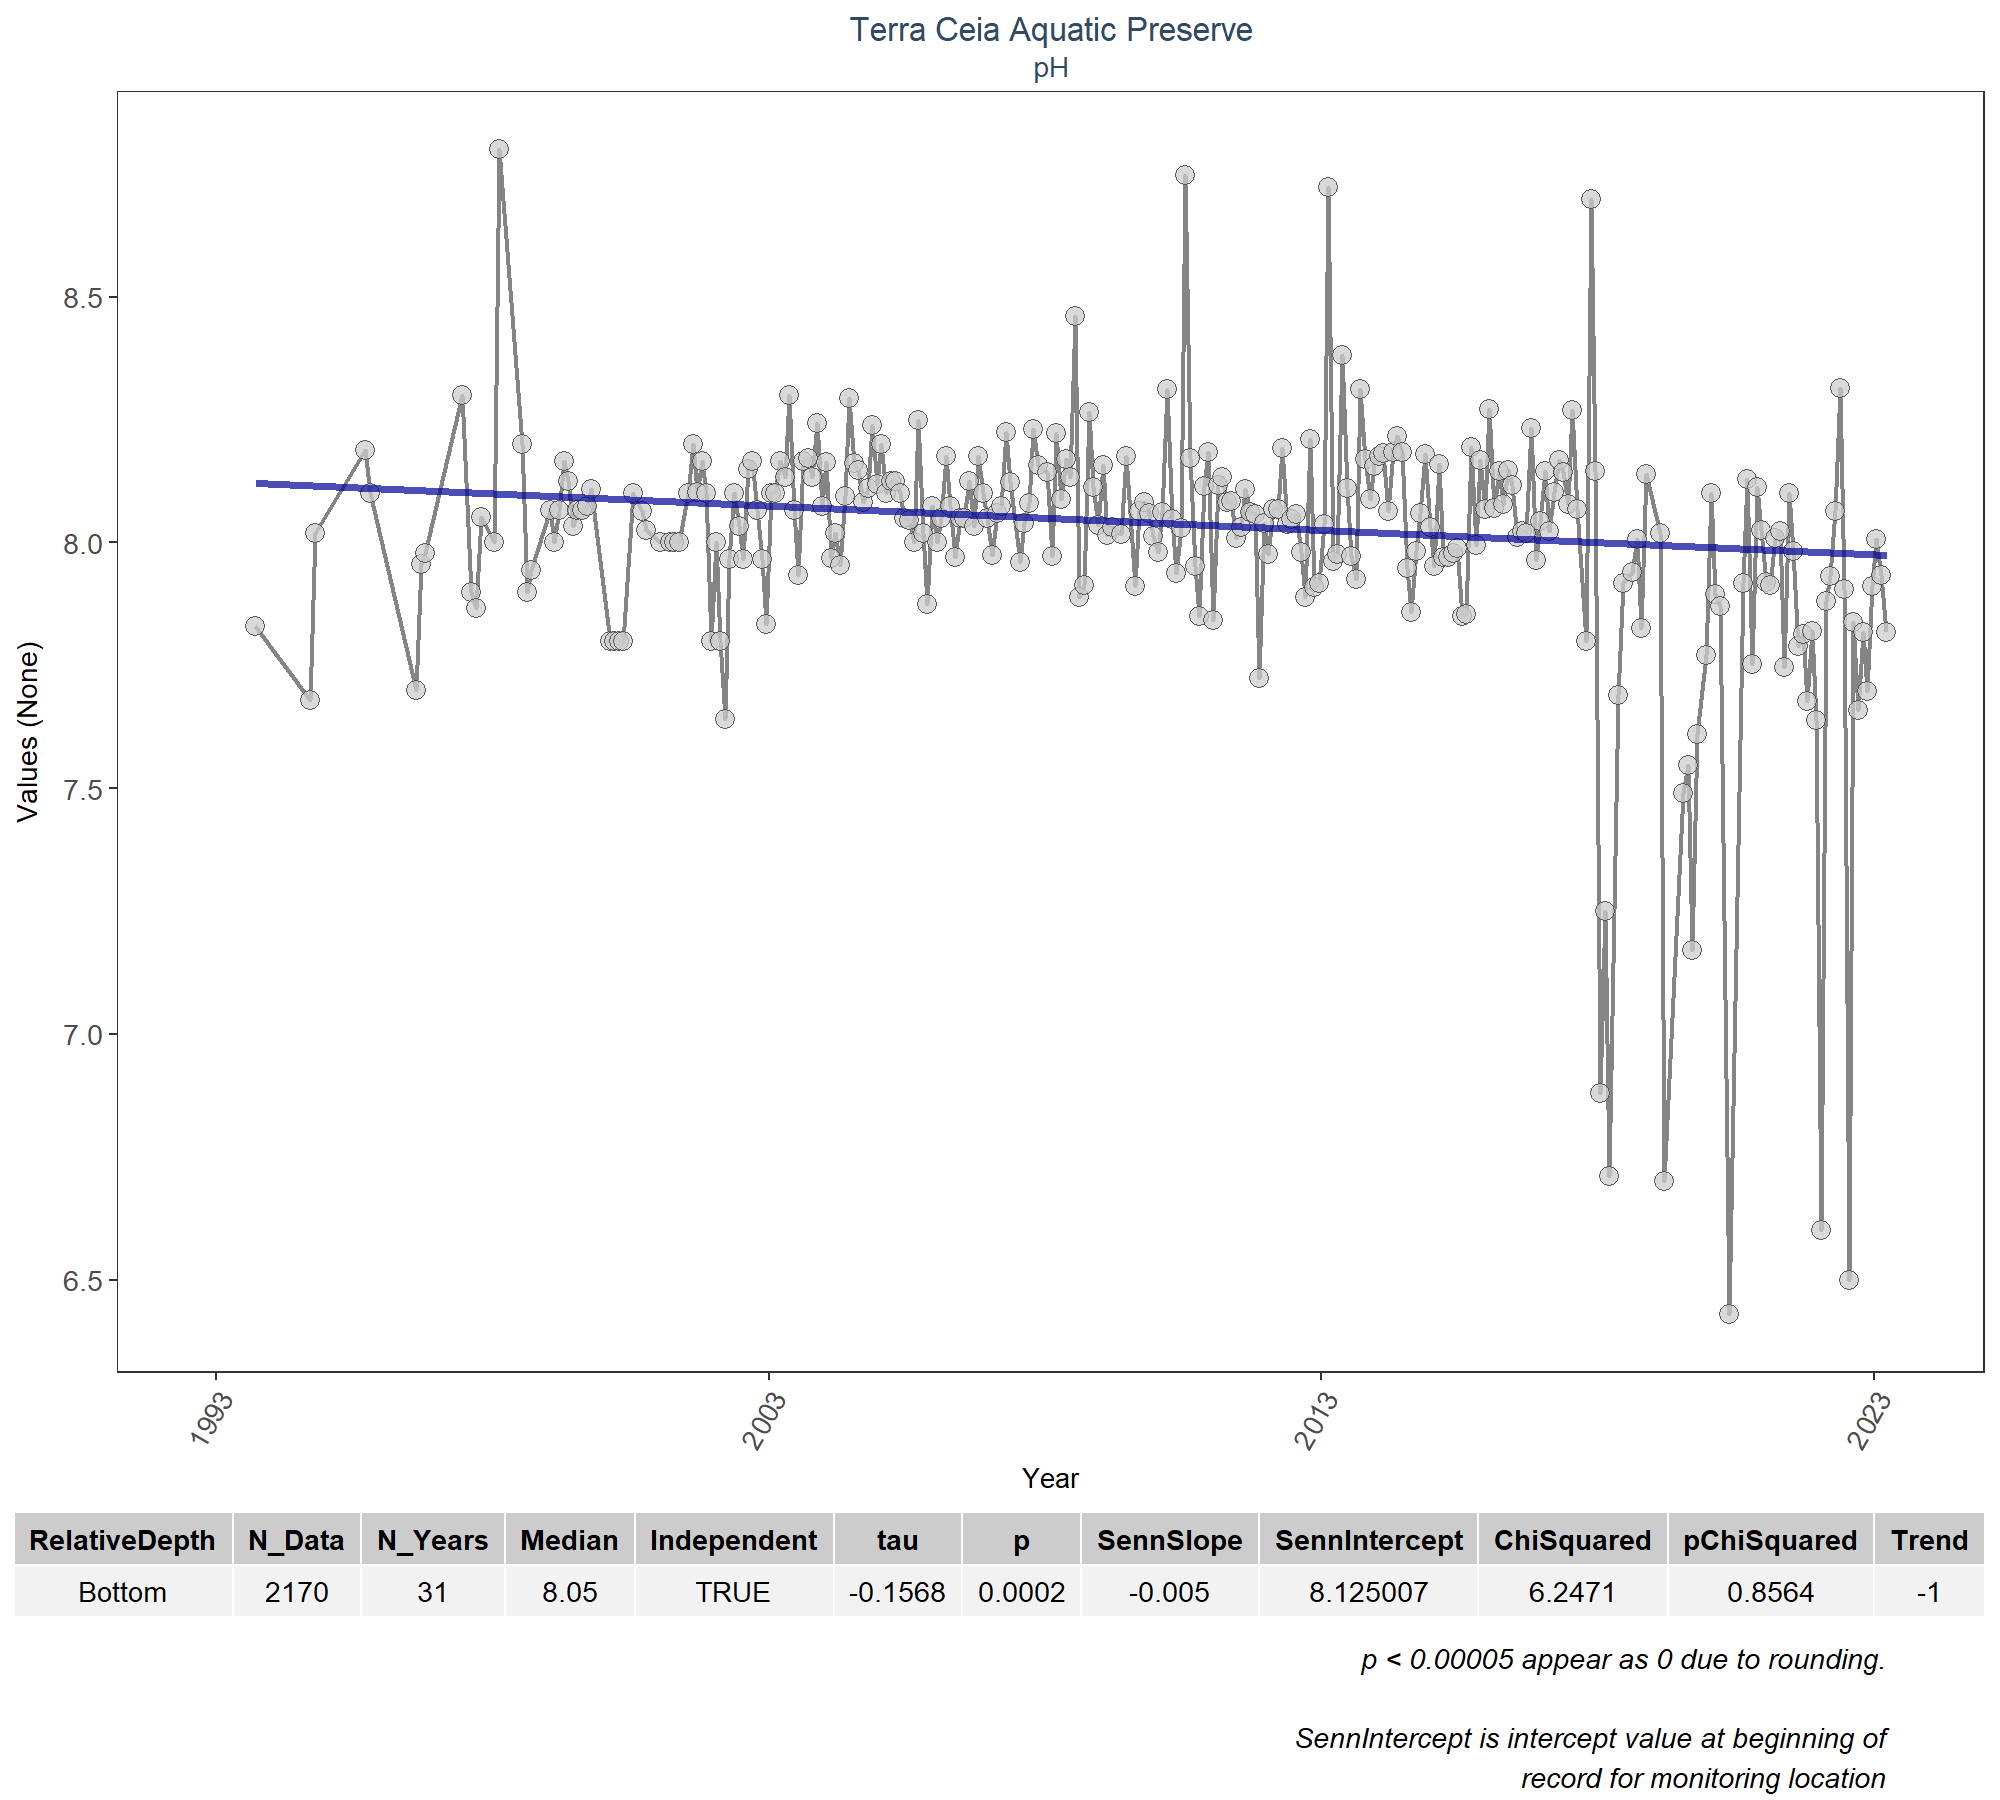 Terra Ceia Aquatic Preserve
pH
Values (None)
8.5
8.0
7.5
7.0
6.5
1993 2003 2013 2023
Year
RelativeDepth N_Data N_Years Median Independent tau p SennSlope SennIntercept ChiSquared pChiSquared Trend
Bottom 2170 31 8.05 TRUE -0.1568 0.0002 -0.005 8.125007 6.2471 0.8564 -1
p < 0.00005 appear as 0 due to rounding.
SennIntercept is intercept value at beginning of
record for monitoring location